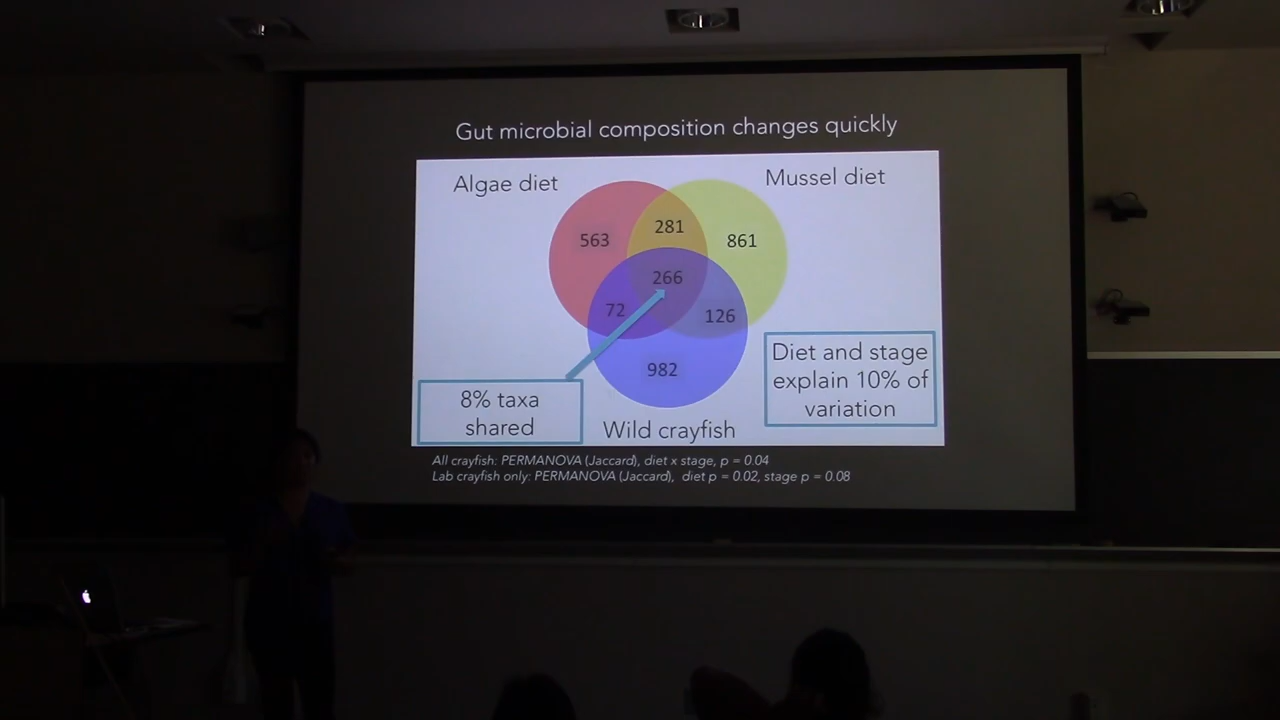 Gut microbial composition changes quickly
Algae diet
Mussel diet
563
281
861
266
72
126
982
Diet and stage
explain 10% of
variation
8% taxa
shared
Wild crayfish
All crayfish: PERMANOVA (Jaccard), diet x stage, p = 0.04
Lab crayfish only: PERMANOVA (Jaccard), diet p = 0.02, stage p = 0.08